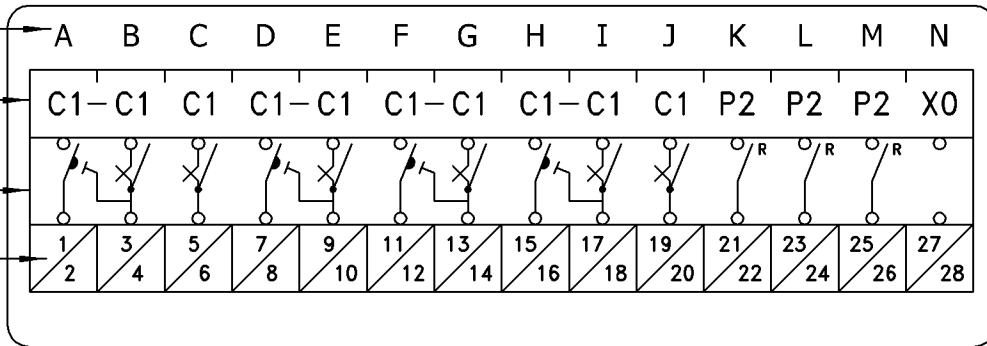 A B C D E F G H I J K L M N
C1-C1 C1 C1-C1 C1-C1 C1-C1 C1 P2 P2 P2 X0
R R R
1 3 5 7 9 11 13 15 17 19 21 23 25 27
2 4 6 8 10 12 14 16 18 20 22 24 26 28